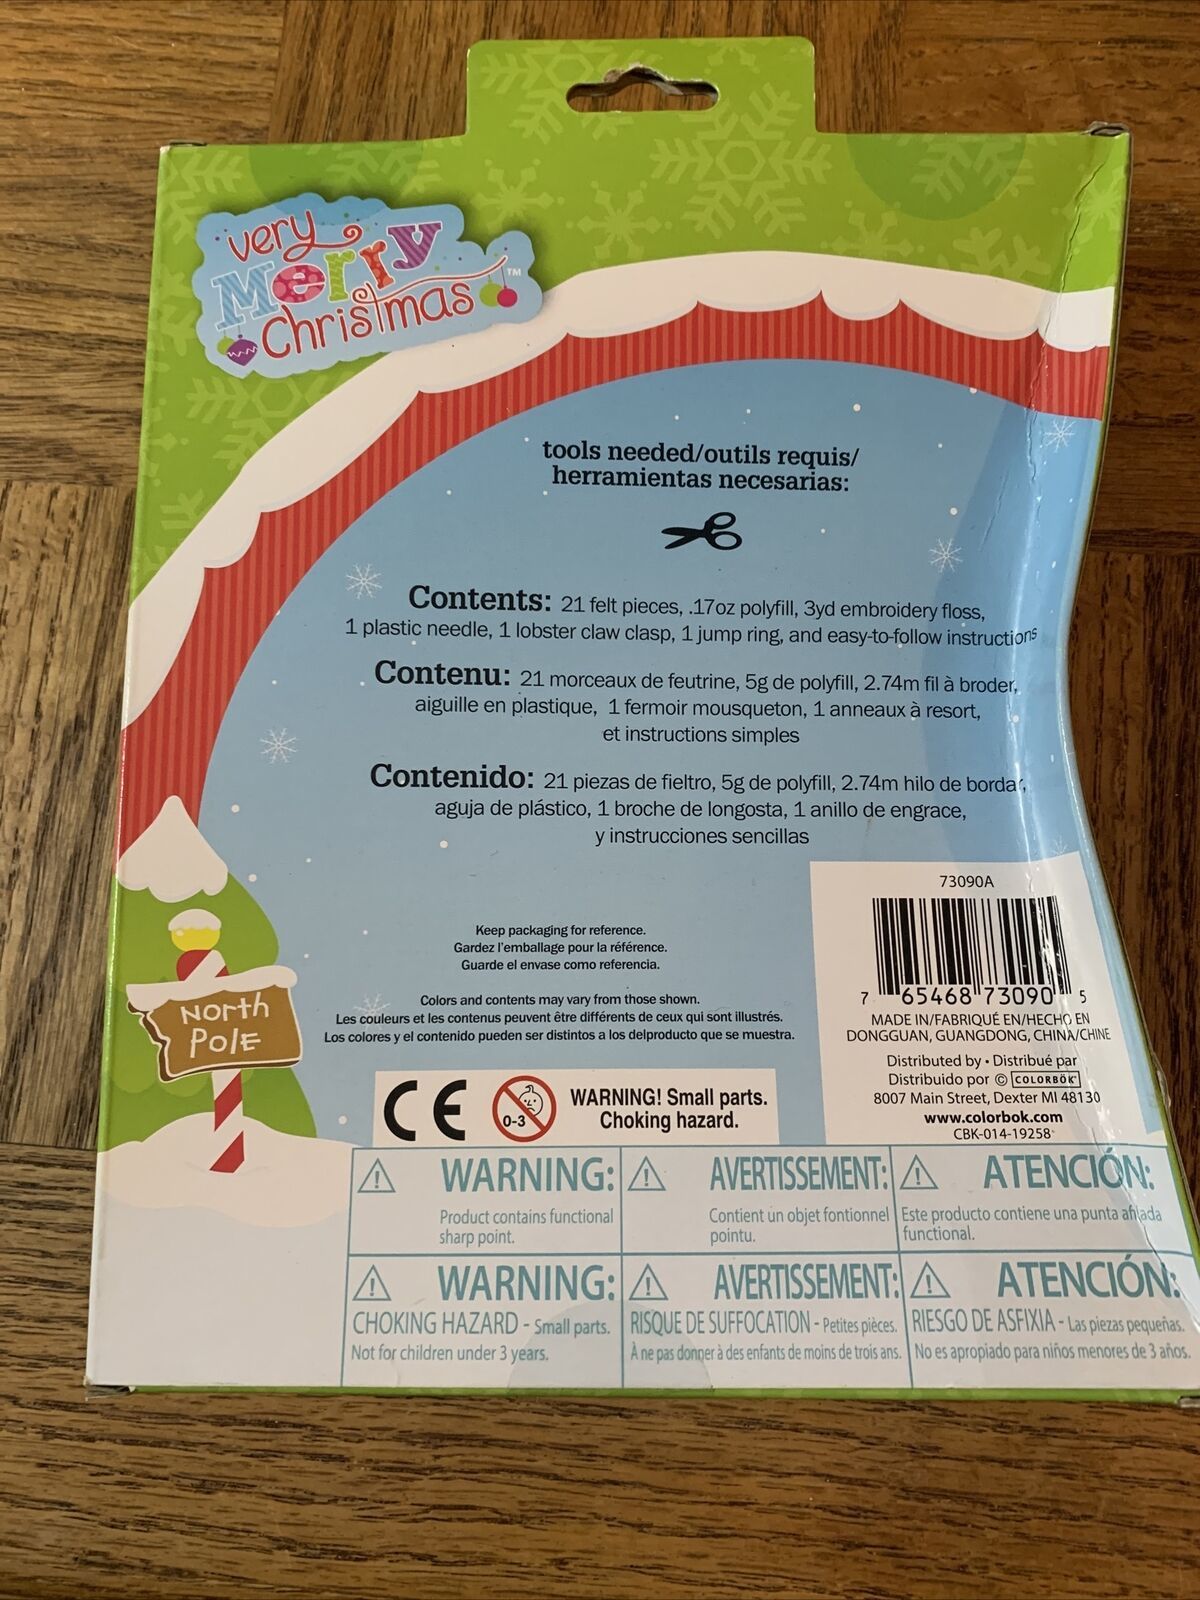 very
Merry
Christmas™
tools needed/outils requis/
herramientas necesarias:
Contents: 21 felt pieces, .17oz polyfill, 3yd embroidery floss,
1 plastic needle, 1 lobster claw clasp, 1 jump ring, and easy-to-follow instructions
Contenu: 21 morceaux de feutrine, 5g de polyfill, 2.74m fil à broder,
aiguille en plastique, 1 fermoir mousqueton, 1 anneaux à resort,
et instructions simples
Contenido: 21 piezas de fieltro, 5g de polyfill, 2.74m hilo de bordar,
aguja de plástico, 1 broche de longosta, 1 anillo de engrace,
y instrucciones sencillas
Keep packaging for reference.
Gardez l'emballage pour la référence.
Guarde el envase como referencia.
Colors and contents may vary from those shown.
Les couleurs et les contenus peuvent être différents de ceux qui sont illustrés.
Los colores y el contenido pueden ser distintos a los delproducto que se muestra.
North
Pole
73090A
7 65468 73090 5
MADE IN/FABRIQUÉ EN/HECHO EN
DONGGUAN, GUANGDONG, CHINA/CHINE
Distributed by • Distribué par
Distribuido por © COLORBÖK
8007 Main Street, Dexter MI 48130
www.colorbok.com
CBK-014-19258
CE
0-3
WARNING! Small parts.
Choking hazard.
WARNING:
Product contains functional
sharp point.
AVERTISSEMENT:
Contient un objet fontionnel
pointu.
ATENCIÓN:
Este producto contiene una punta afilada
functional.
WARNING:
CHOKING HAZARD - Small parts.
Not for children under 3 years.
AVERTISSEMENT:
RISQUE DE SUFFOCATION - Petites pièces.
À ne pas donner à des enfants de moins de trois ans.
ATENCIÓN:
RIESGO DE ASFIXIA - Las piezas pequeñas.
No es apropiado para niños menores de 3 años.